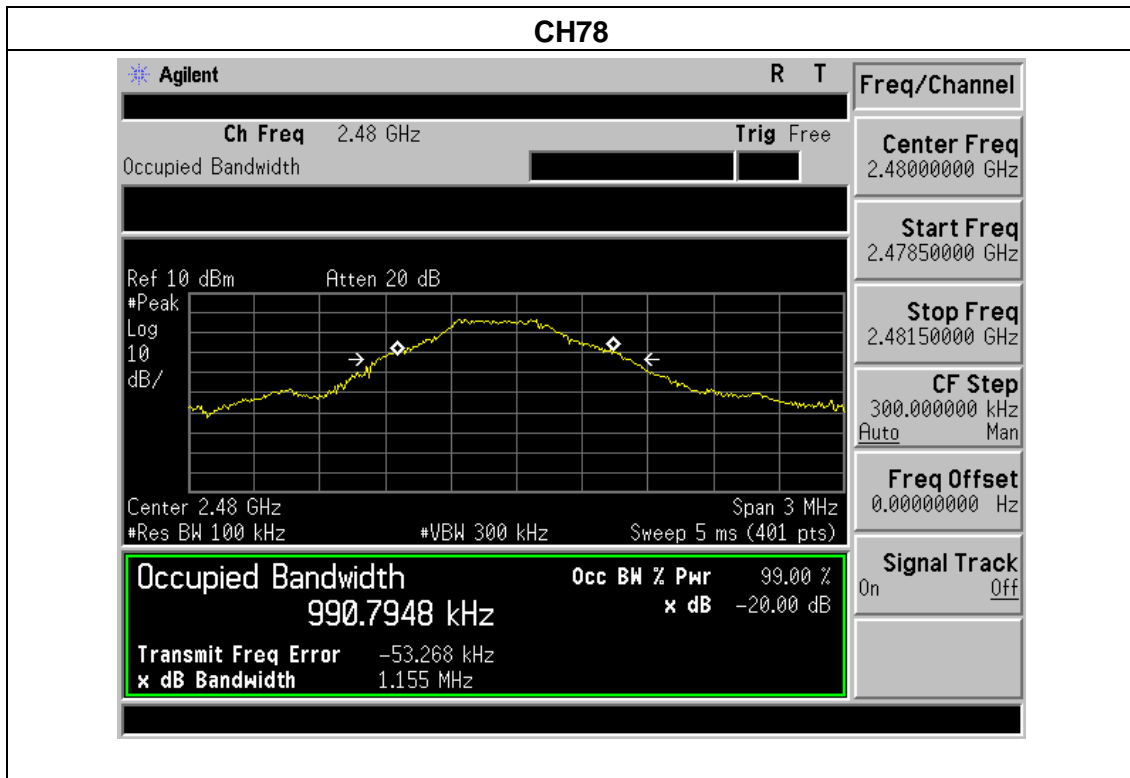 CH78
Agilent
R T
Ch Freq 2.48 GHz
Trig Free
Occupied Bandwidth
Ref 10 dBm
Atten 20 dB
#Peak
Log
10
dB/
Center 2.48 GHz
Span 3 MHz
#Res BW 100 kHz
#VBW 300 kHz
Sweep 5 ms (401 pts)
Occupied Bandwidth
990.7948 kHz
Occ BW % Pwr 99.00 %
x dB -20.00 dB
Transmit Freq Error -53.268 kHz
x dB Bandwidth 1.155 MHz
Freq/Channel
Center Freq
2.48000000 GHz
Start Freq
2.47850000 GHz
Stop Freq
2.48150000 GHz
CF Step
300.000000 kHz
Auto Man
Freq Offset
0.00000000 Hz
Signal Track
On Off